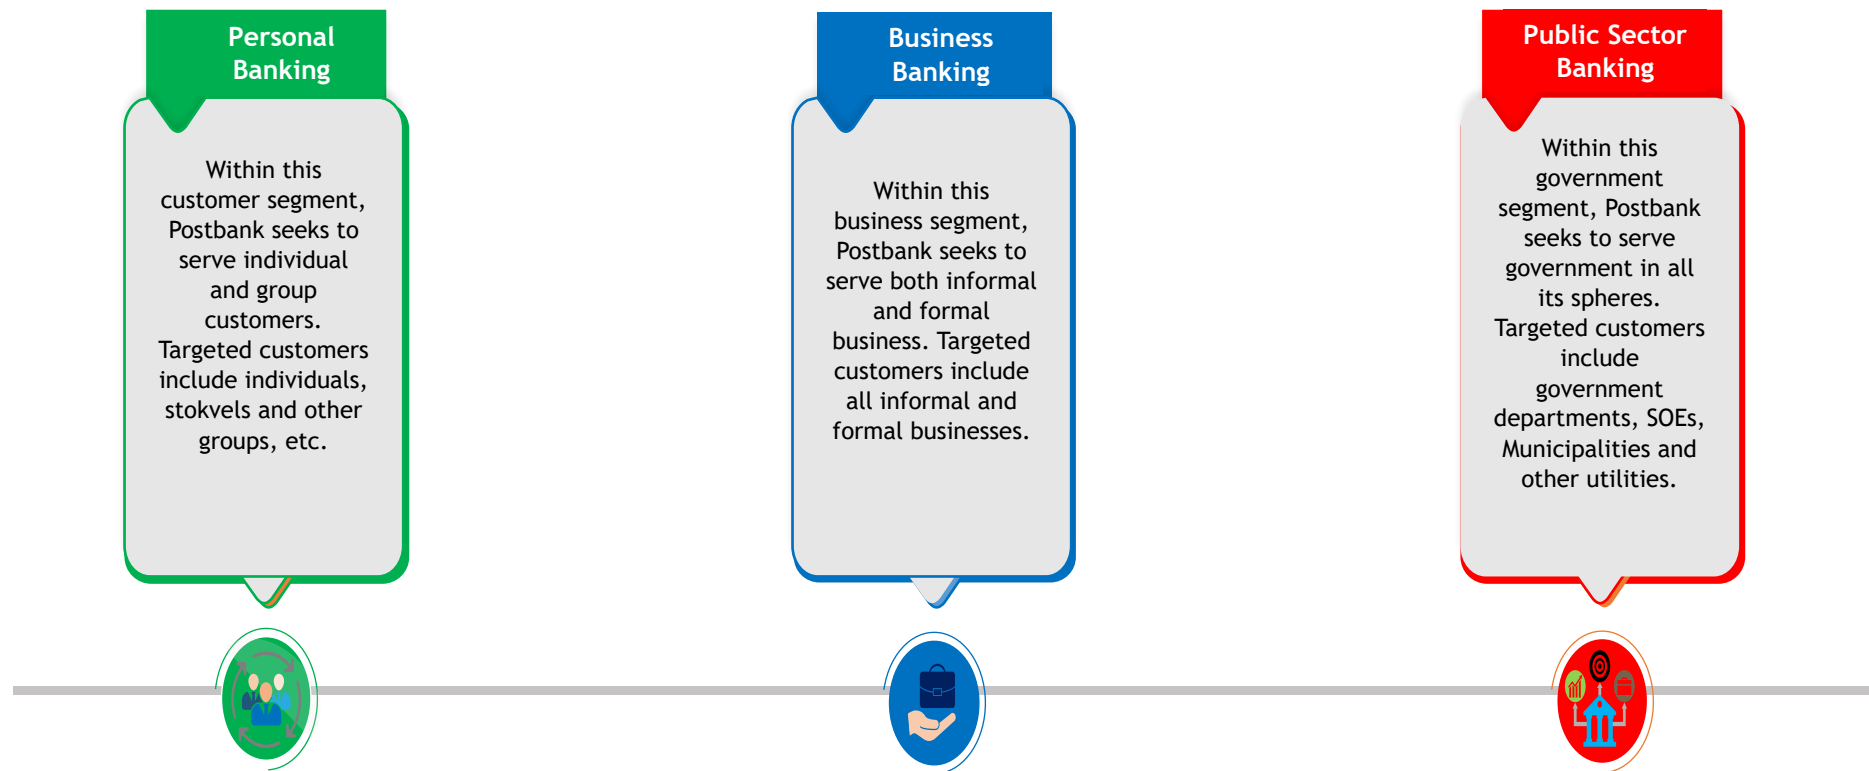 Personal
Banking
Within this
customer segment,
Postbank seeks to
serve individual
and group
customers.
Targeted customers
include individuals,
stokvels and other
groups, etc.
Business
Banking
Within this
business segment,
Postbank seeks to
serve both informal
and formal
business. Targeted
customers include
all informal and
formal businesses.
Public Sector
Banking
Within this
government
segment, Postbank
seeks to serve
government in all
its spheres.
Targeted customers
include
government
departments, SOEs,
Municipalities and
other utilities.